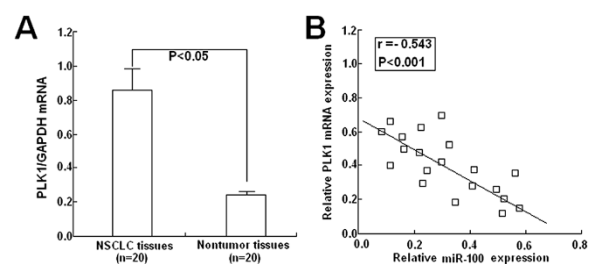 A
PLK1/GAPDH mRNA
1.2
1.0
0.8
0.6
0.4
0.2
0.0
P<0.05
NSCLC tissues
(n=20)
Nontumor tissues
(n=20)
B
Relative PLK1 mRNA expression
1.2
1.0
0.8
0.6
0.4
0.2
0.0
r = - 0.543
P<0.001
0.0
0.2
0.4
0.6
0.8
Relative miR-100 expression